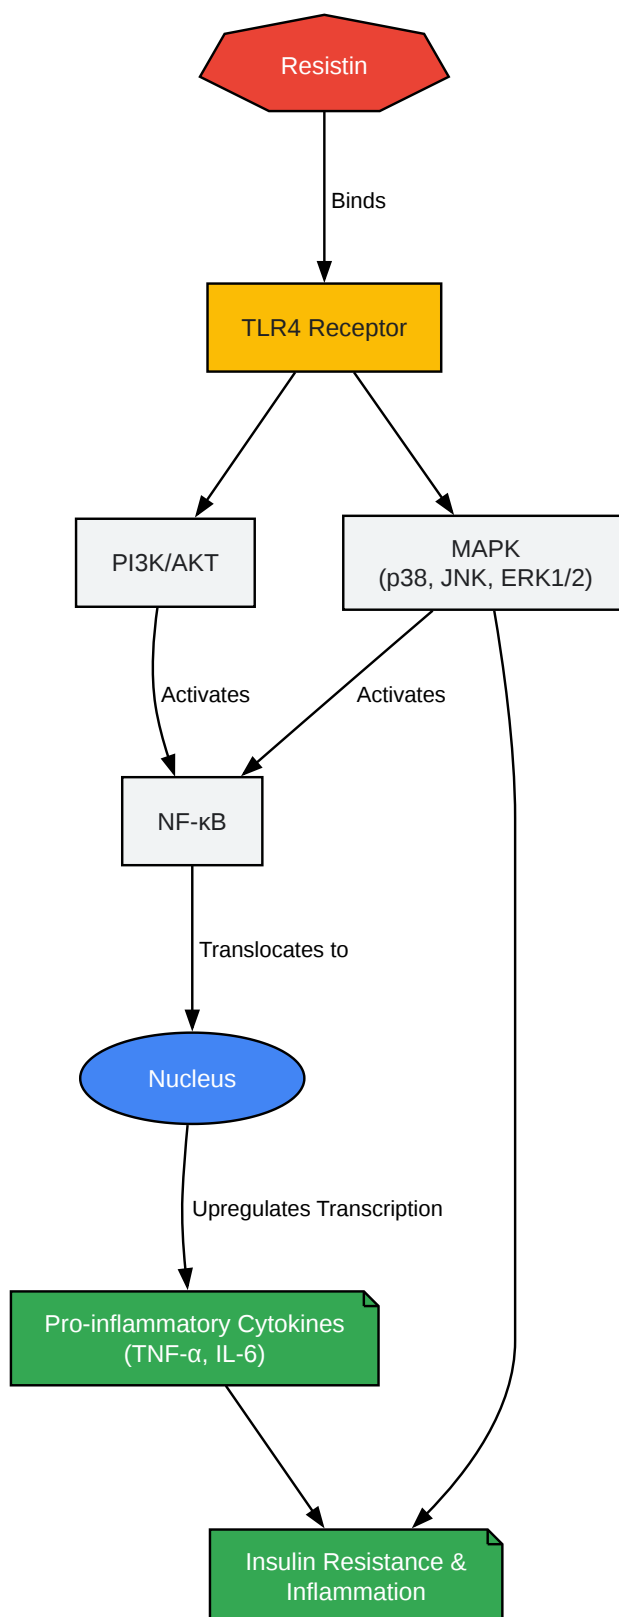 Resistin
Binds
TLR4 Receptor
PI3K/AKT
MAPK
(p38, JNK, ERK1/2)
Activates
Activates
NF-κB
Translocates to
Nucleus
Upregulates Transcription
Pro-inflammatory Cytokines
(TNF-α, IL-6)
Insulin Resistance &
Inflammation